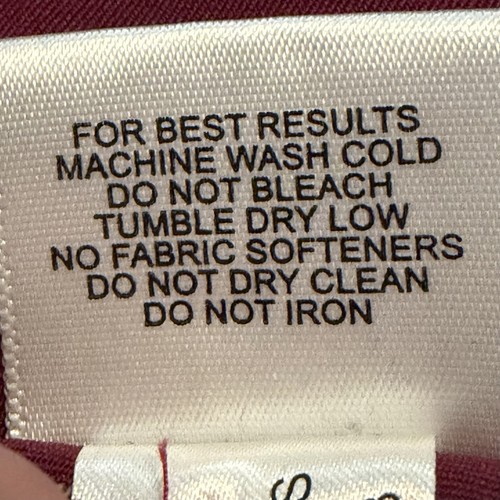 FOR BEST RESULTS
MACHINE WASH COLD
DO NOT BLEACH
TUMBLE DRY LOW
NO FABRIC SOFTENERS
DO NOT DRY CLEAN
DO NOT IRON